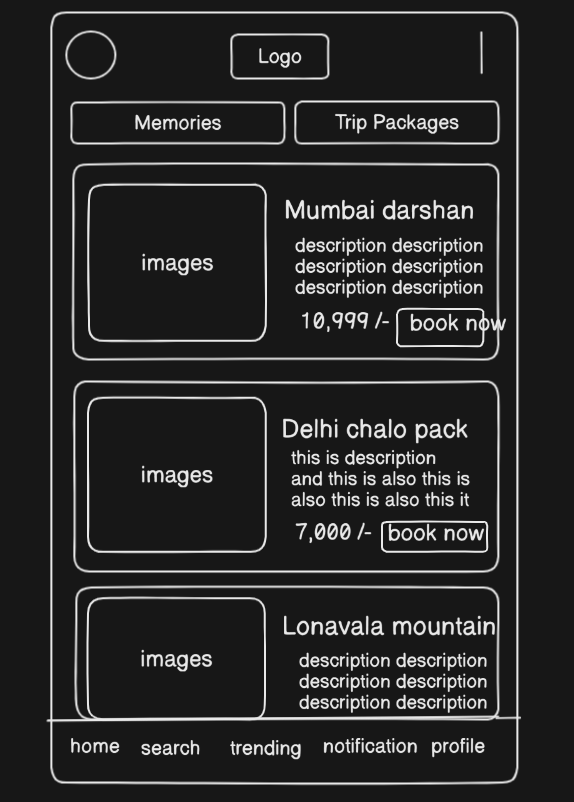 Logo
Memories
Trip Packages
images
Mumbai darshan
description description
description description
description description
10,999 /- book now
images
Delhi chalo pack
this is description
and this is also this is
also this is also this it
7,000 /- book now
images
Lonavala mountain
description description
description description
description description
home search trending notification profile